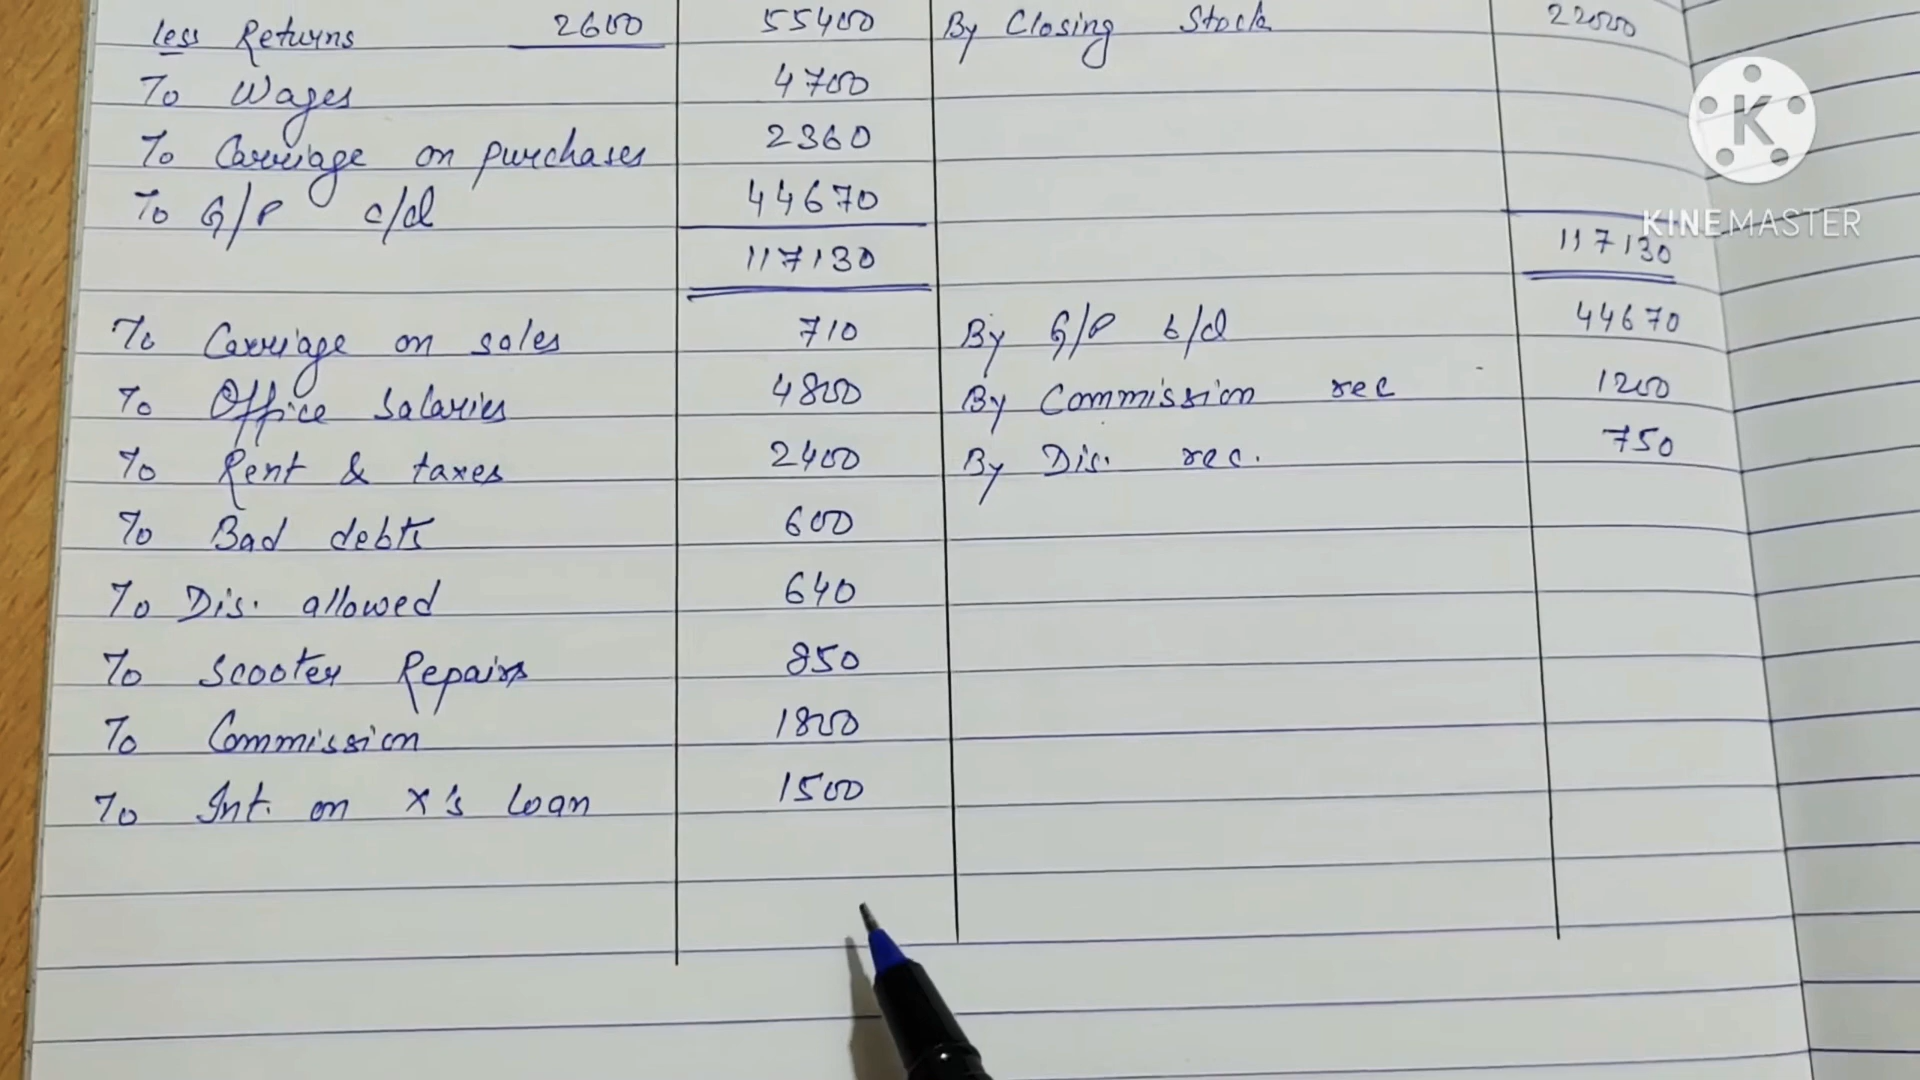 less Returns 2600 55400 By Closing Stock 22000
To Wages 4700
To Carriage on purchases 2360
To G/P c/d 44670
117130 117130
To Carriage on sales 710 By G/P b/d 44670
To Office Salaries 4800 By Commission rec 1200
To Rent & taxes 2400 By Dis. rec. 750
To Bad debts 600
To Dis. allowed 640
To Scooter Repairs 850
To Commission 1800
To Int. on X's Loan 1500
K
KINEMASTER